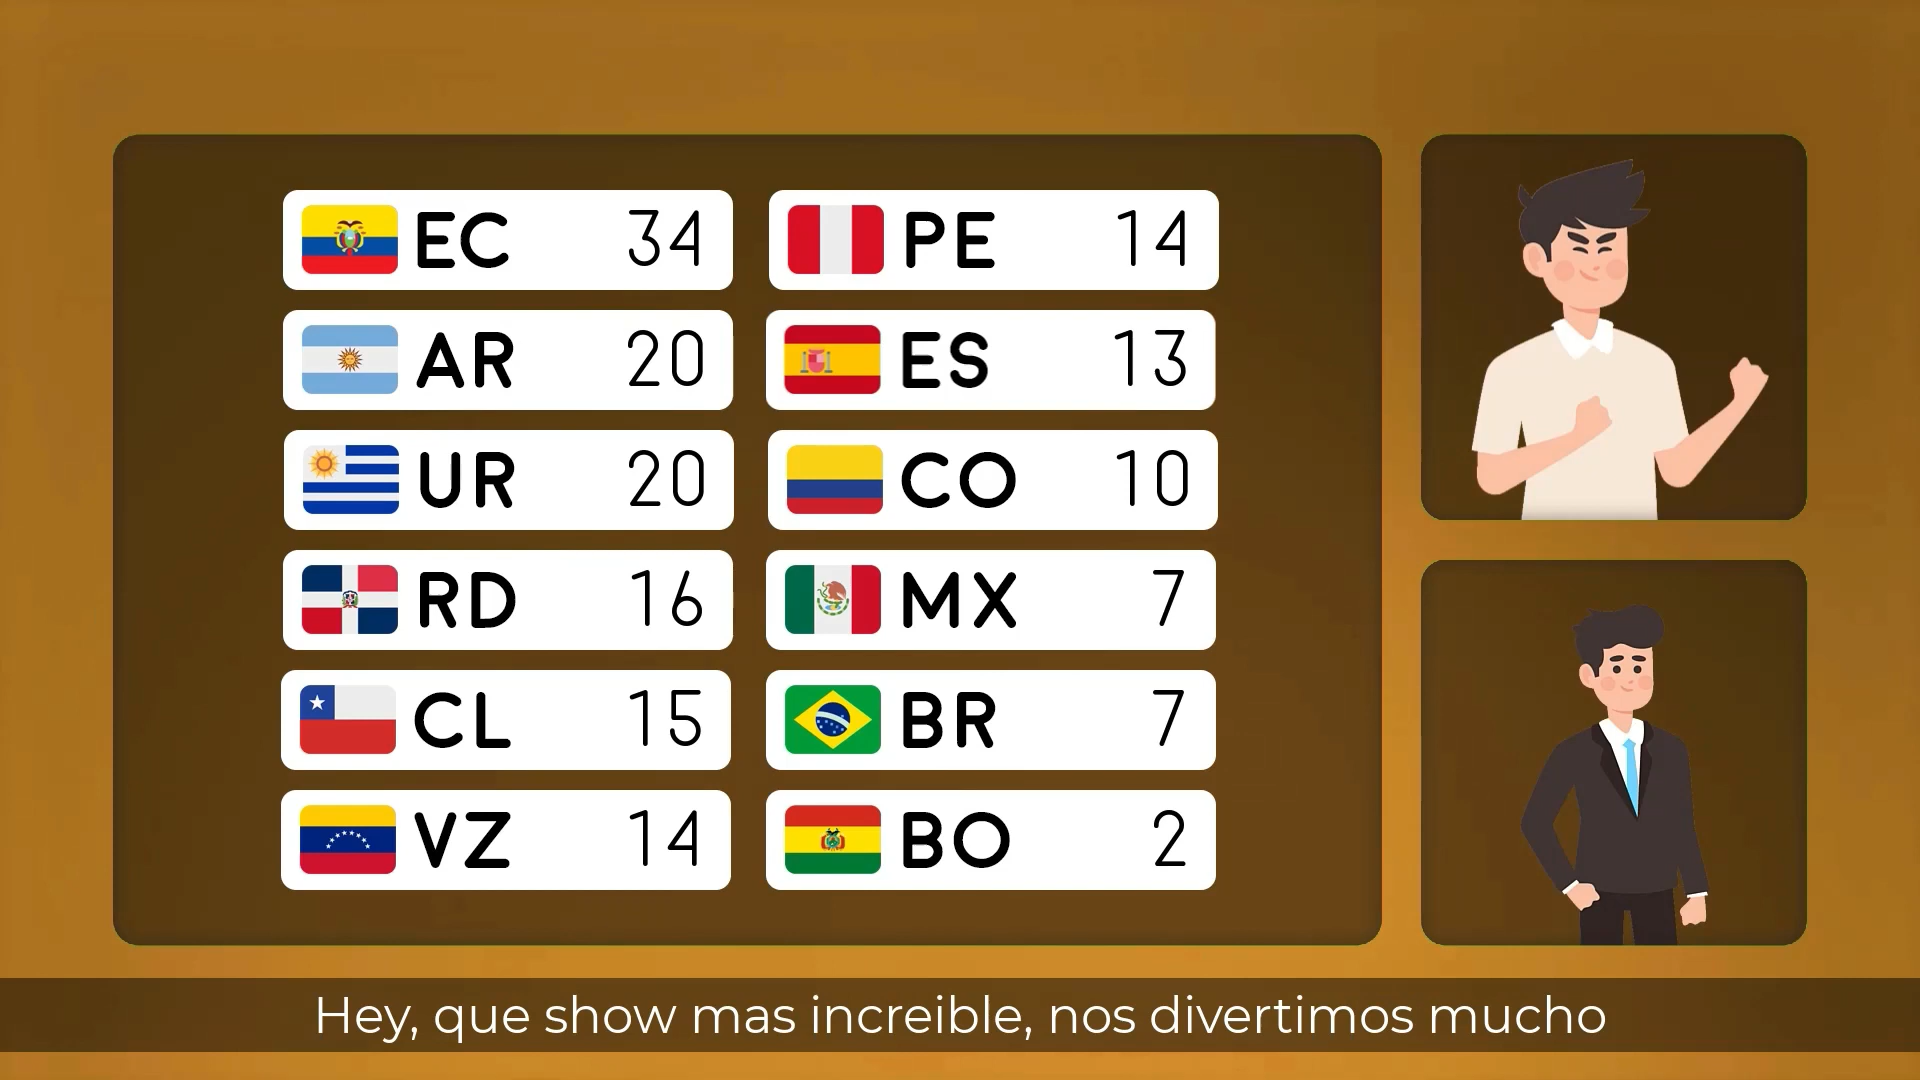 EC 34
AR 20
UR 20
RD 16
CL 15
VZ 14
PE 14
ES 13
CO 10
MX 7
BR 7
BO 2
Hey, que show mas increible, nos divertimos mucho